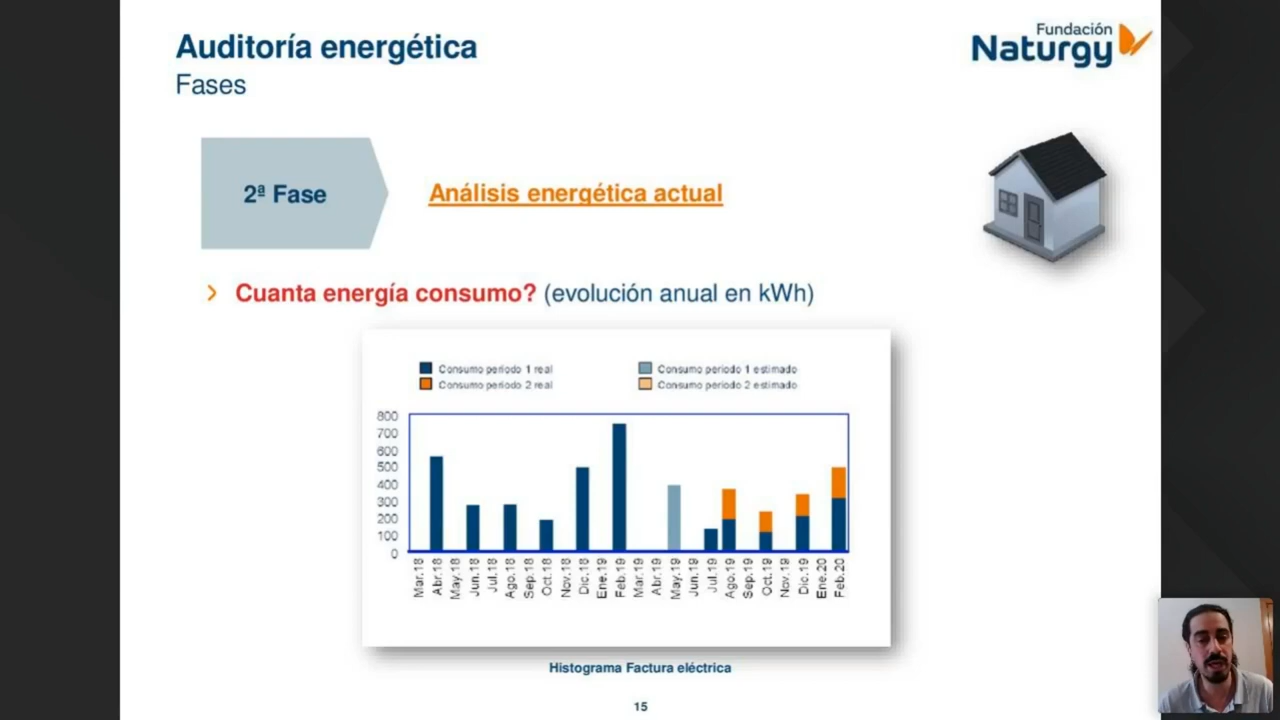 Auditoría energética
Fases
Fundación
Naturgy
2ª Fase
Análisis energética actual
Cuanta energía consumo? (evolución anual en kWh)
Consumo periodo 1 real
Consumo periodo 1 estimado
Consumo periodo 2 real
Consumo periodo 2 estimado
800
700
600
500
400
300
200
100
0
Mar.18
Abr.18
May.18
Jun.18
Jul.18
Ago.18
Sep.18
Oct.18
Nov.18
Dic.18
Ene.19
Feb.19
Mar.19
Abr.19
May.19
Jun.19
Jul.19
Ago.19
Sep.19
Oct.19
Nov.19
Dic.19
Ene.20
Feb.20
Histograma Factura eléctrica
15